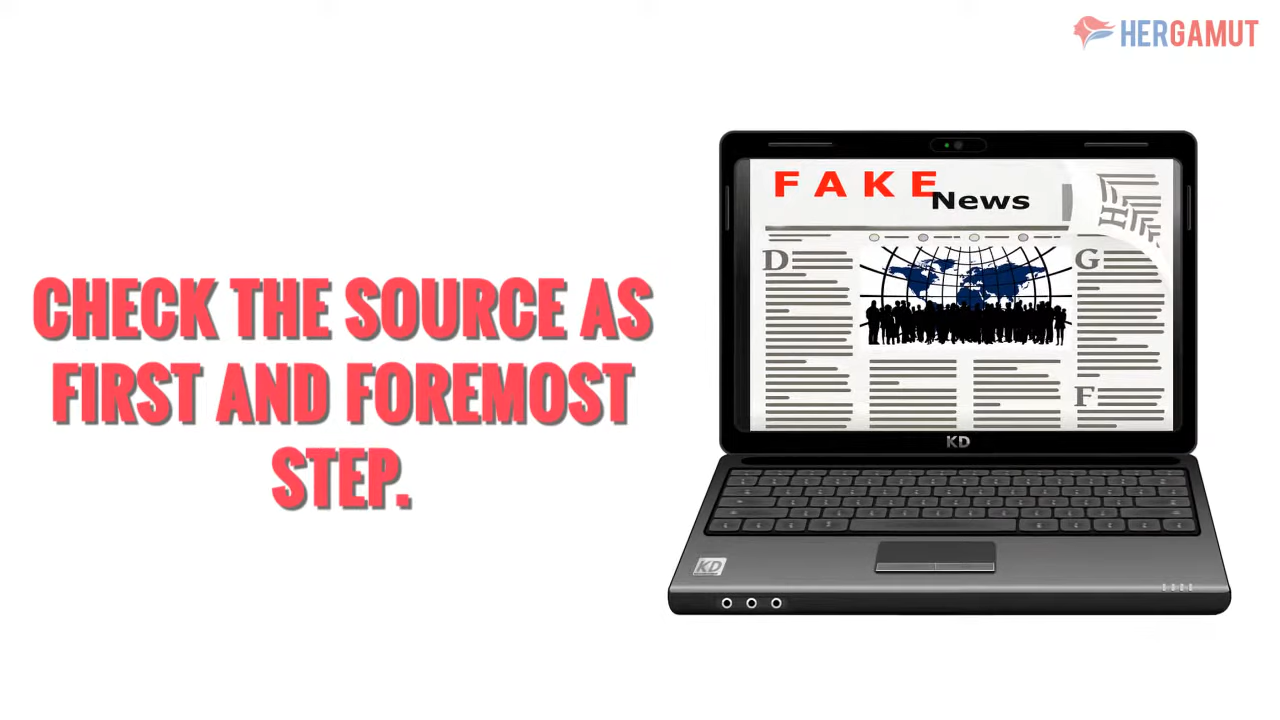 HERGAMUT
CHECK THE SOURCE AS
FIRST AND FOREMOST
STEP.
FAKE
News
H
D
G
F
KD
KD